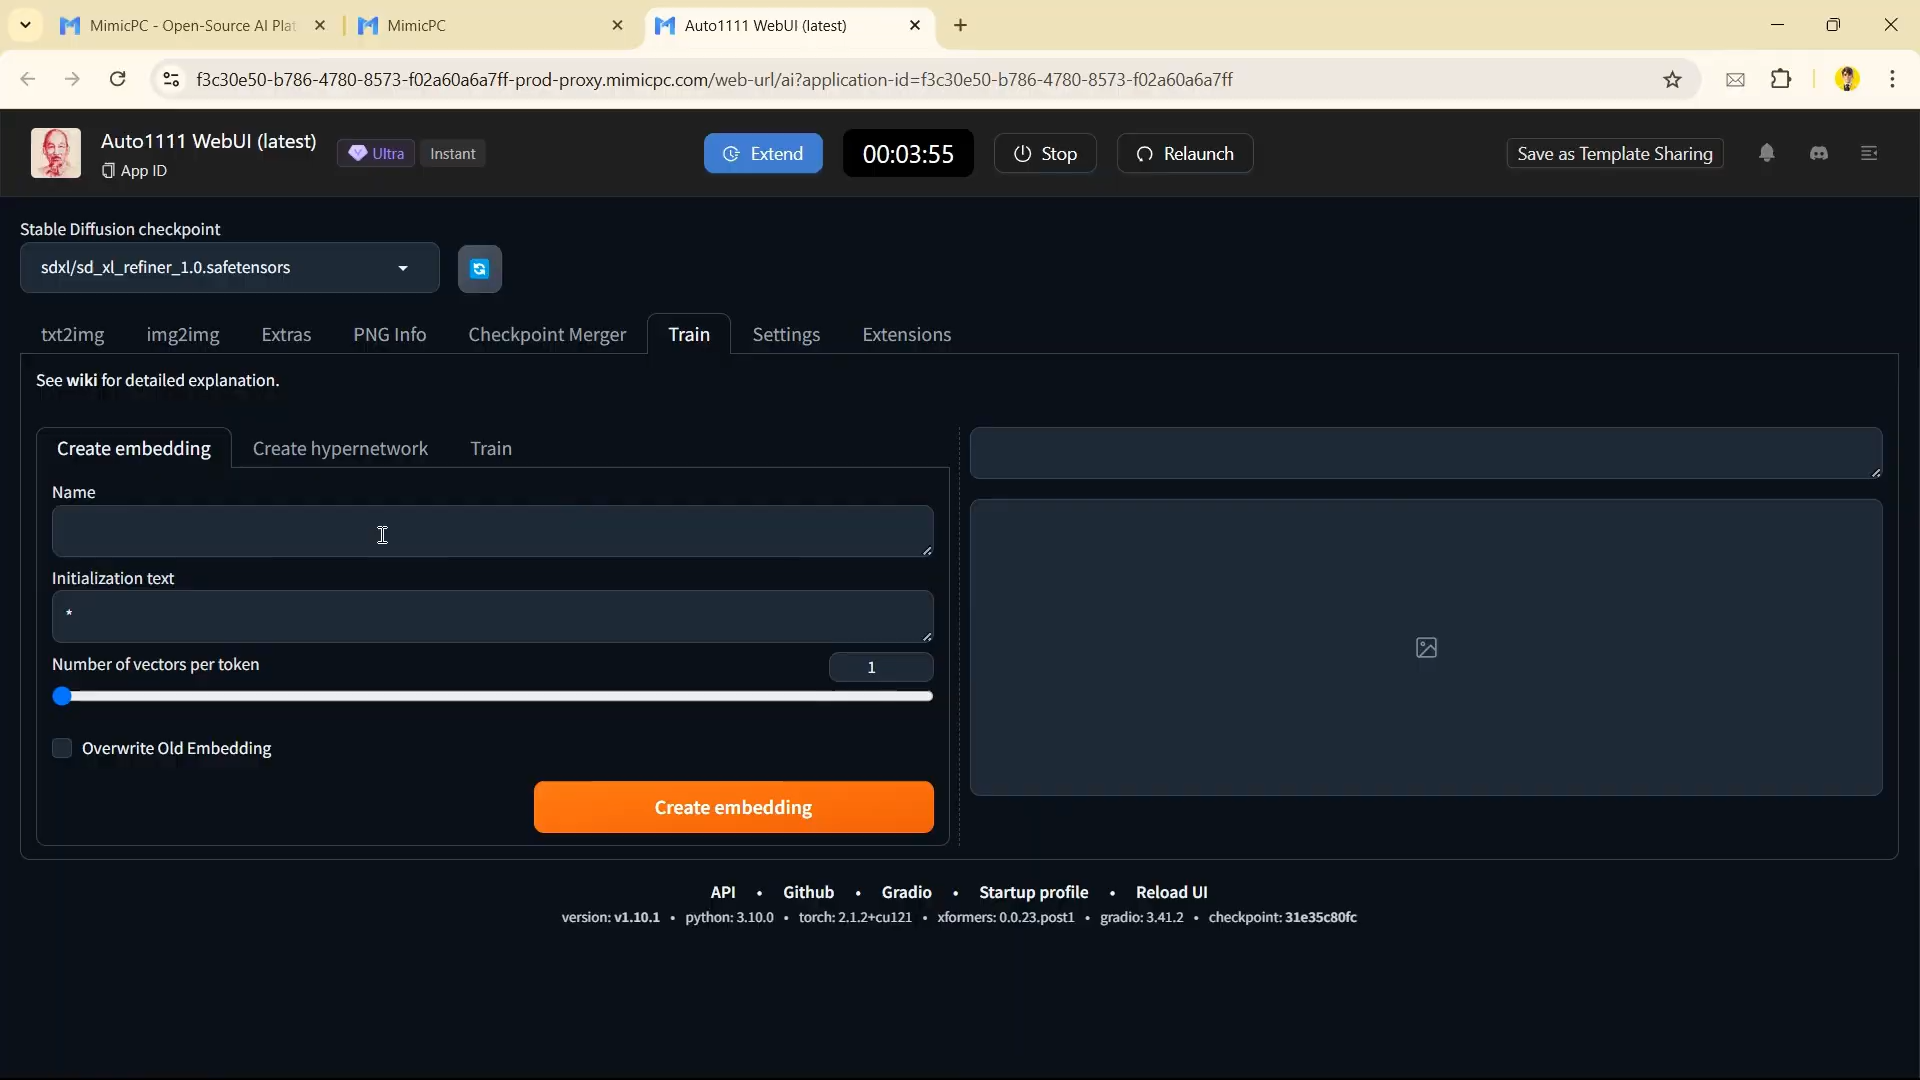 MimicPC - Open-Source AI Plat
MimicPC
Auto1111 WebUI (latest)
f3c30e50-b786-4780-8573-f02a60a6a7ff-prod-proxy.mimicpc.com/web-url/ai?application-id=f3c30e50-b786-4780-8573-f02a60a6a7ff
Auto1111 WebUI (latest)
Ultra
Instant
App ID
Extend
00:03:55
Stop
Relaunch
Save as Template Sharing
Stable Diffusion checkpoint
sdxl/sd_xl_refiner_1.0.safetensors
txt2img img2img Extras PNG Info Checkpoint Merger Train Settings Extensions
See wiki for detailed explanation.
Create embedding Create hypernetwork Train
Name
Initialization text
*
Number of vectors per token
1
Overwrite Old Embedding
Create embedding
API • Github • Gradio • Startup profile • Reload UI
version: v1.10.1 • python: 3.10.0 • torch: 2.1.2+cu121 • xformers: 0.0.23.post1 • gradio: 3.41.2 • checkpoint: 31e35c80fc